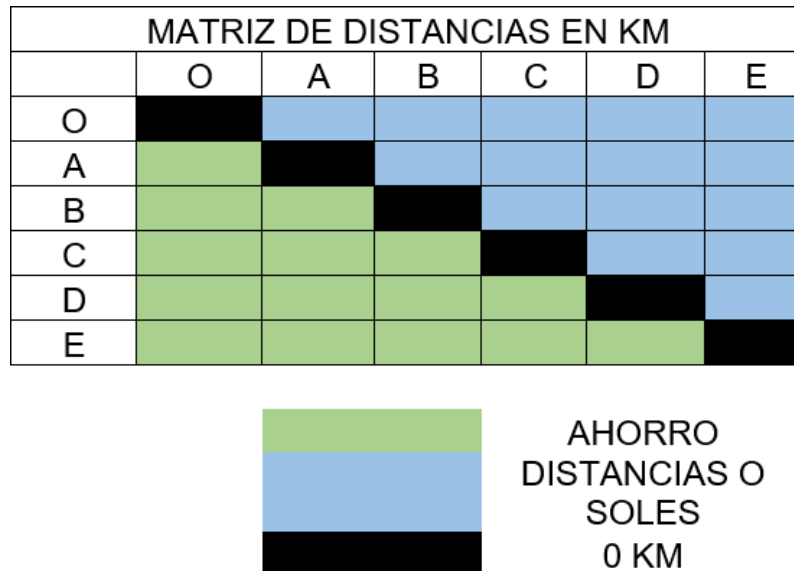 MATRIZ DE DISTANCIAS EN KM
O A B C D E
O
A
B
C
D
E
AHORRO
DISTANCIAS O
SOLES
0 KM